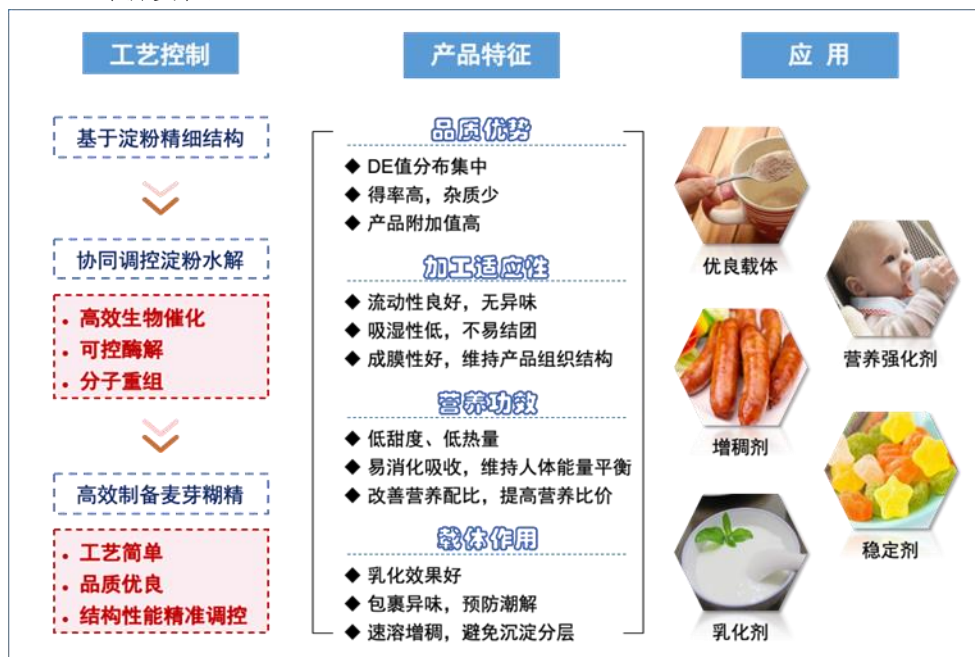 工艺控制
基于淀粉精细结构
协同调控淀粉水解
• 高效生物催化
• 可控酶解
• 分子重组
高效制备麦芽糊精
• 工艺简单
• 品质优良
• 结构性能精准调控
产品特征
品质优势
◆ DE值分布集中
◆ 得率高，杂质少
◆ 产品附加值高
加工适应性
◆ 流动性良好，无异味
◆ 吸湿性低，不易结团
◆ 成膜性好，维持产品组织结构
营养功效
◆ 低甜度、低热量
◆ 易消化吸收，维持人体能量平衡
◆ 改善营养配比，提高营养比价
载体作用
◆ 乳化效果好
◆ 包裹异味，预防潮解
◆ 速溶增稠，避免沉淀分层
应 用
优良载体
营养强化剂
增稠剂
稳定剂
乳化剂